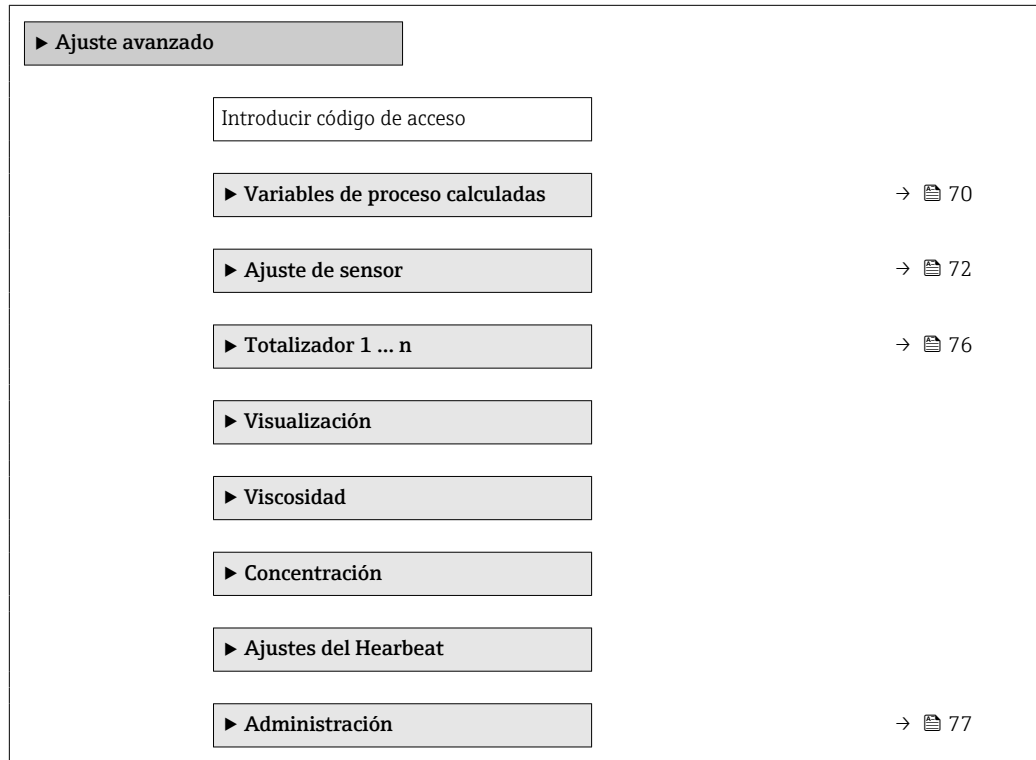 ▶ Ajuste avanzado
Introducir código de acceso
▶ Variables de proceso calculadas → 70
▶ Ajuste de sensor → 72
▶ Totalizador 1 … n → 76
▶ Visualización
▶ Viscosidad
▶ Concentración
▶ Ajustes del Hearbeat
▶ Administración → 77